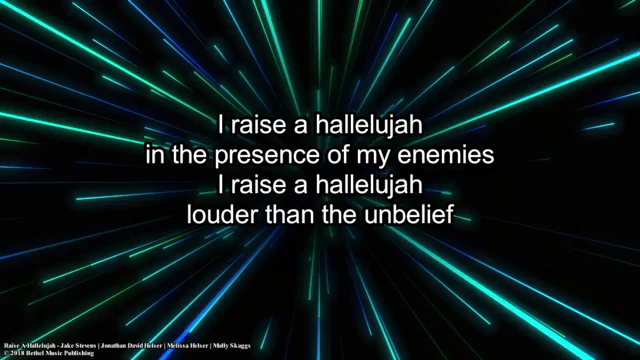 I raise a hallelujah
in the presence of my enemies
I raise a hallelujah
louder than the unbelief
Raise A Hallelujah - Jake Stevens | Jonathan David Helser | Melissa Helser | Molly Skaggs
© 2018 Bethel Music Publishing